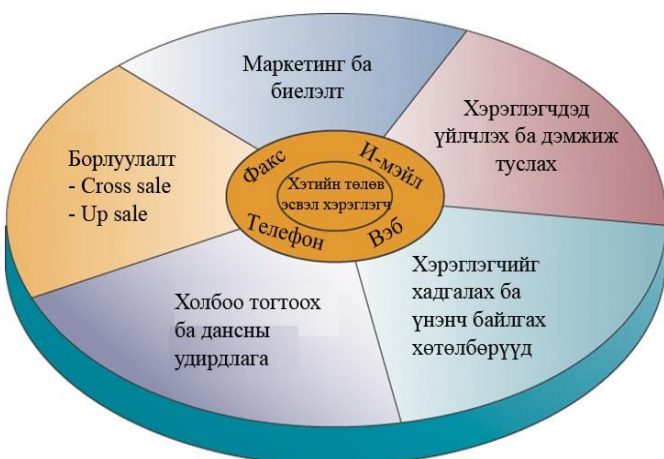 Маркетинг ба
биелэлт
Хэрэглэгчдэд
үйлчлэх ба дэмжиж
туслах
Борлуулалт
- Cross sale
- Up sale
Факс
И-мэйл
Хэтийн төлөв
эсвэл хэрэглэгч
Телефон
Вэб
Хэрэглэгчийг
хадгалах ба
үнэнч байлгах
хөтөлбөрүүд
Холбоо тогтоох
ба дансны
удирдлага